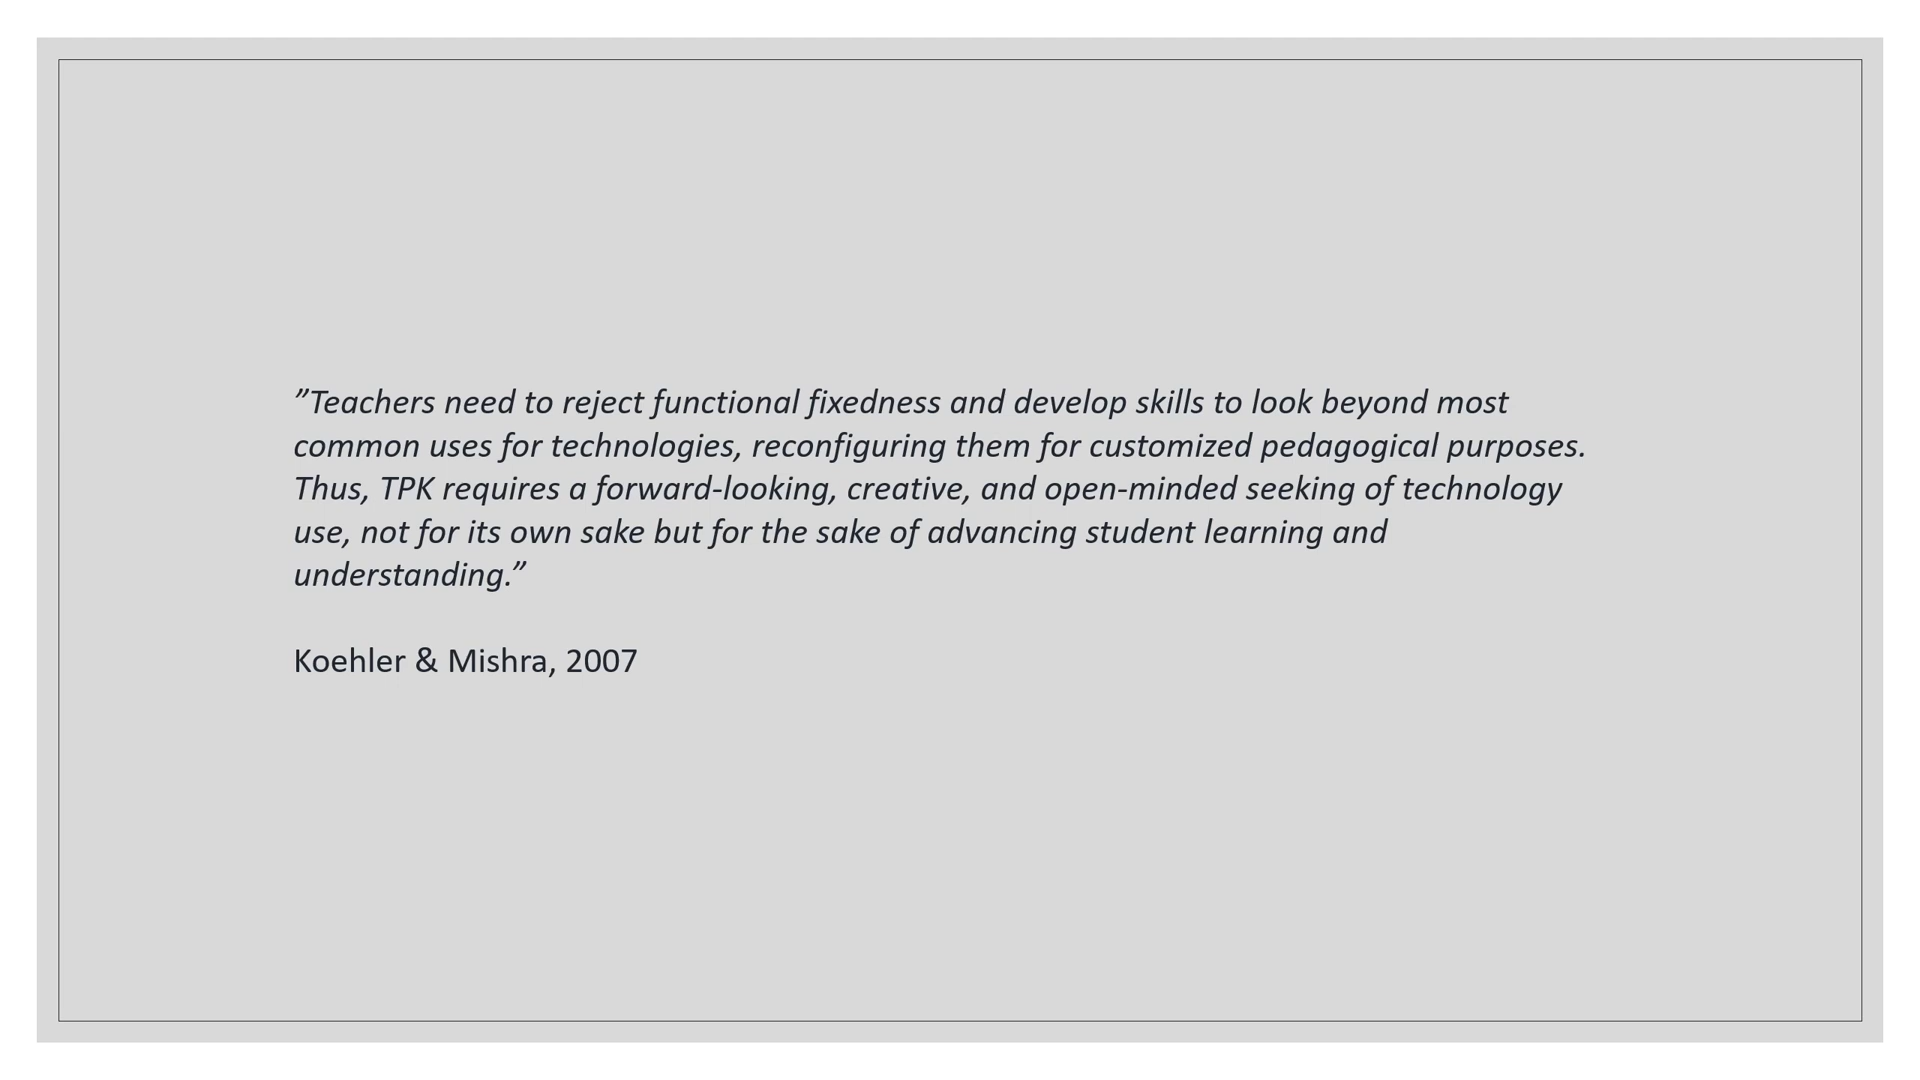 ”Teachers need to reject functional fixedness and develop skills to look beyond most
common uses for technologies, reconfiguring them for customized pedagogical purposes.
Thus, TPK requires a forward-looking, creative, and open-minded seeking of technology
use, not for its own sake but for the sake of advancing student learning and
understanding.”
Koehler & Mishra, 2007